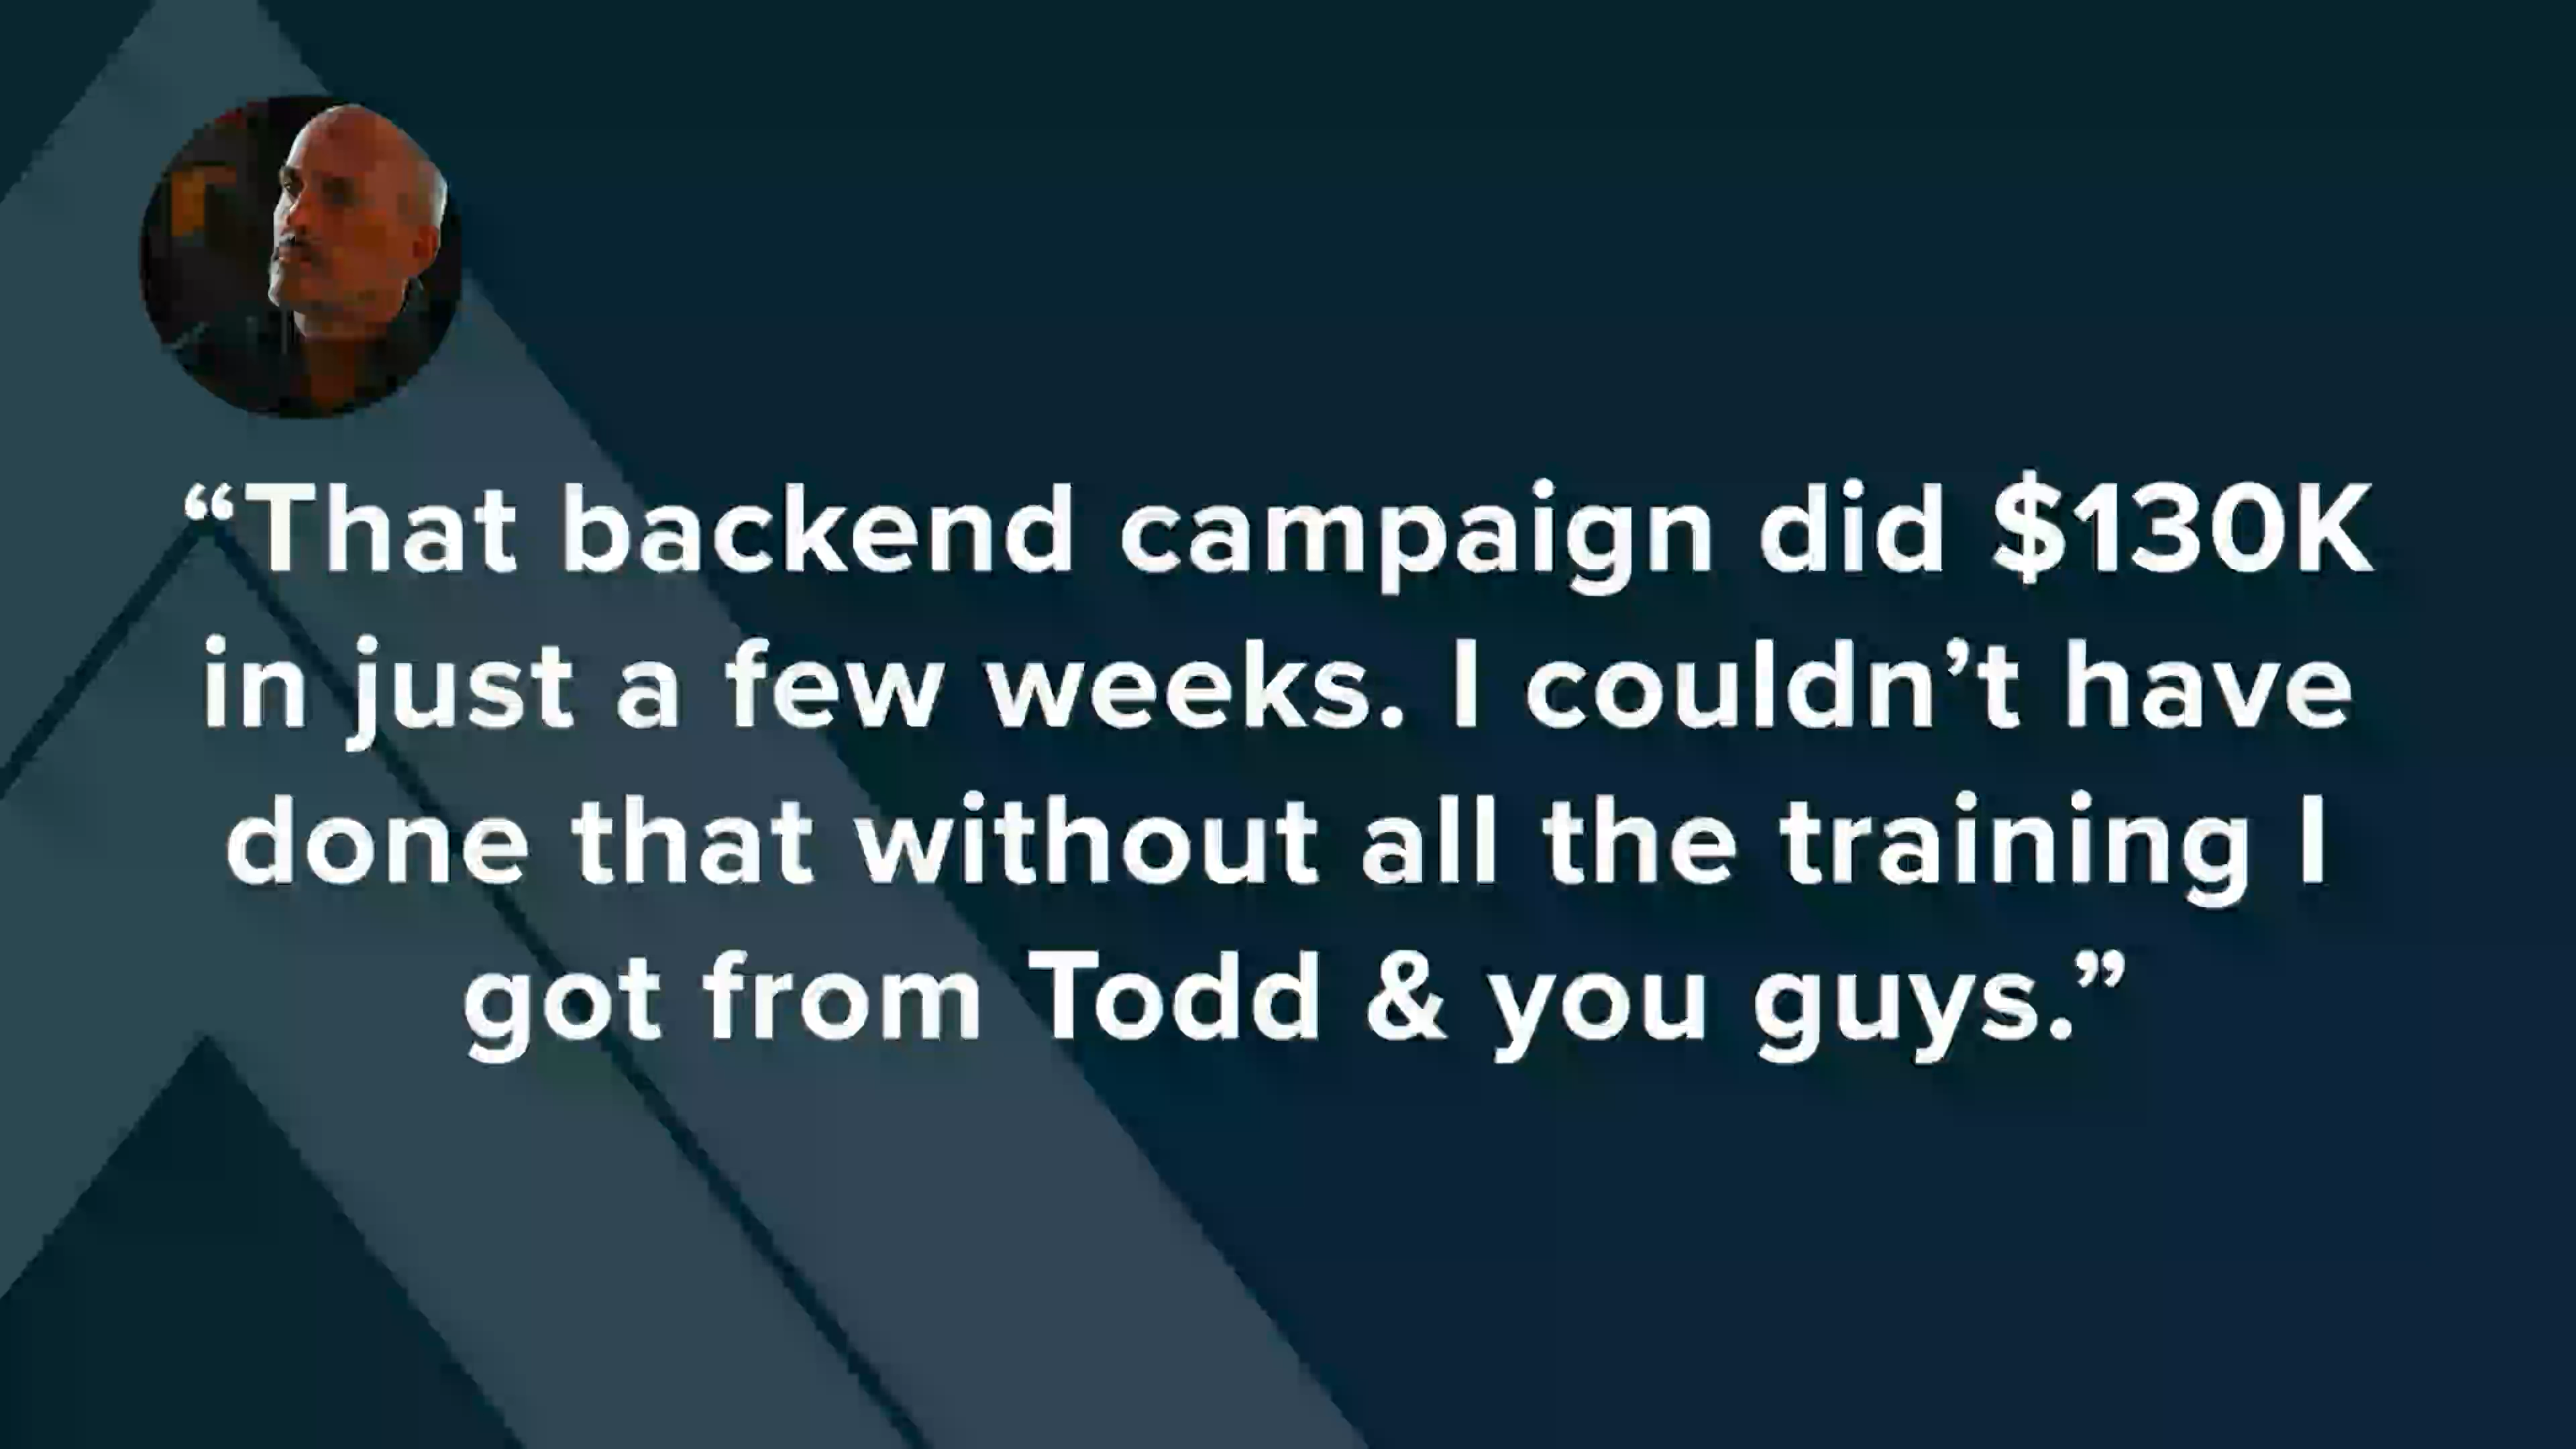 “That backend campaign did $130K
in just a few weeks. I couldn’t have
done that without all the training I
got from Todd & you guys.”